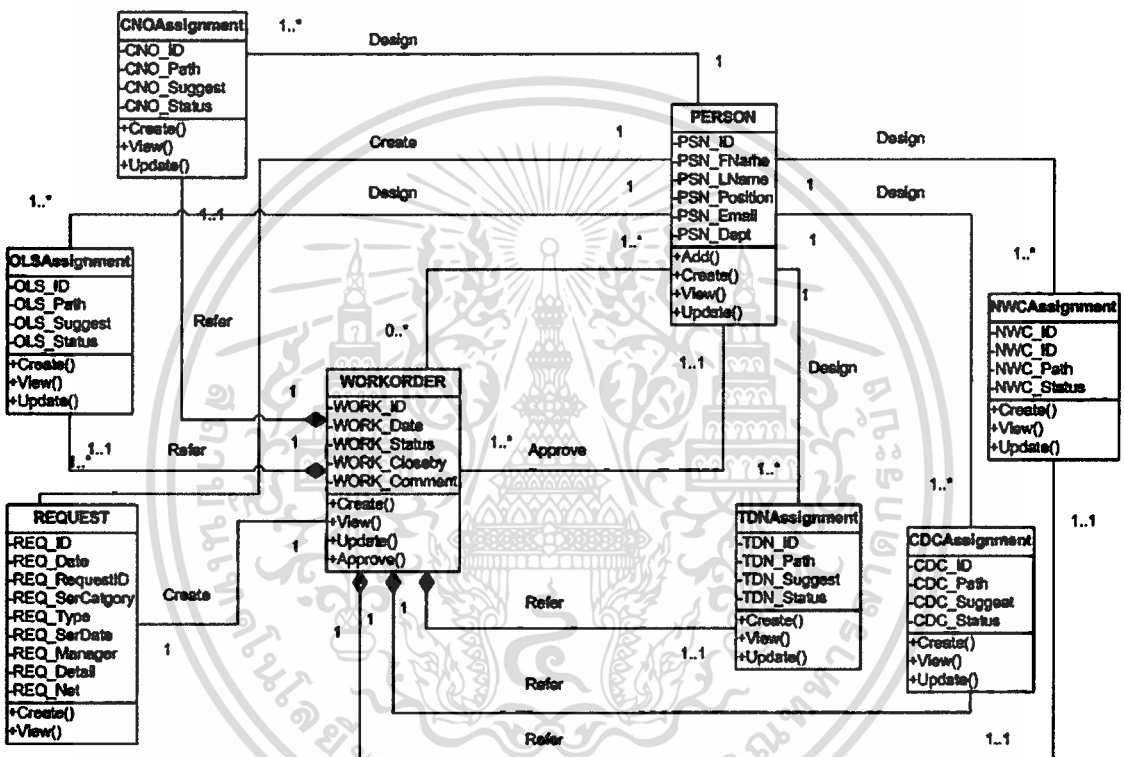 CNOAssignment
-CNO_ID
-CNO_Path
-CNO_Suggest
-CNO_Status
+Create()
+View()
+Update()
1..*
Design
1
PERSON
-PSN_ID
-PSN_FName
-PSN_LName
-PSN_Position
-PSN_Email
-PSN_Dept
+Add()
+Create()
+View()
+Update()
Create
1
Design
1
Design
1
Design
1
1..*
1..1
OLSAssignment
-OLS_ID
-OLS_Path
-OLS_Suggest
-OLS_Status
+Create()
+View()
+Update()
Refer
1..*
0..*
1
1..1
Design
1..*
NWCAssignment
-NWC_ID
-NWC_ID
-NWC_Path
-NWC_Status
+Create()
+View()
+Update()
1
WORKORDER
-WORK_ID
-WORK_Date
-WORK_Status
-WORK_Closeby
-WORK_Comment
+Create()
+View()
+Update()
+Approve()
1..1
1..*
Refer
1
1..*
Approve
1..*
1..*
1..1
REQUEST
-REQ_ID
-REQ_Date
-REQ_RequestID
-REQ_SerCatgory
-REQ_Type
-REQ_SerDate
-REQ_Manager
-REQ_Detail
-REQ_Net
+Create()
+View()
Create
1
1
TDNAssignment
-TDN_ID
-TDN_Path
-TDN_Suggest
-TDN_Status
+Create()
+View()
+Update()
CDCAssignment
-CDC_ID
-CDC_Path
-CDC_Suggest
-CDC_Status
+Create()
+View()
+Update()
1
1
1
Refer
1..1
Refer
Refer
1..1